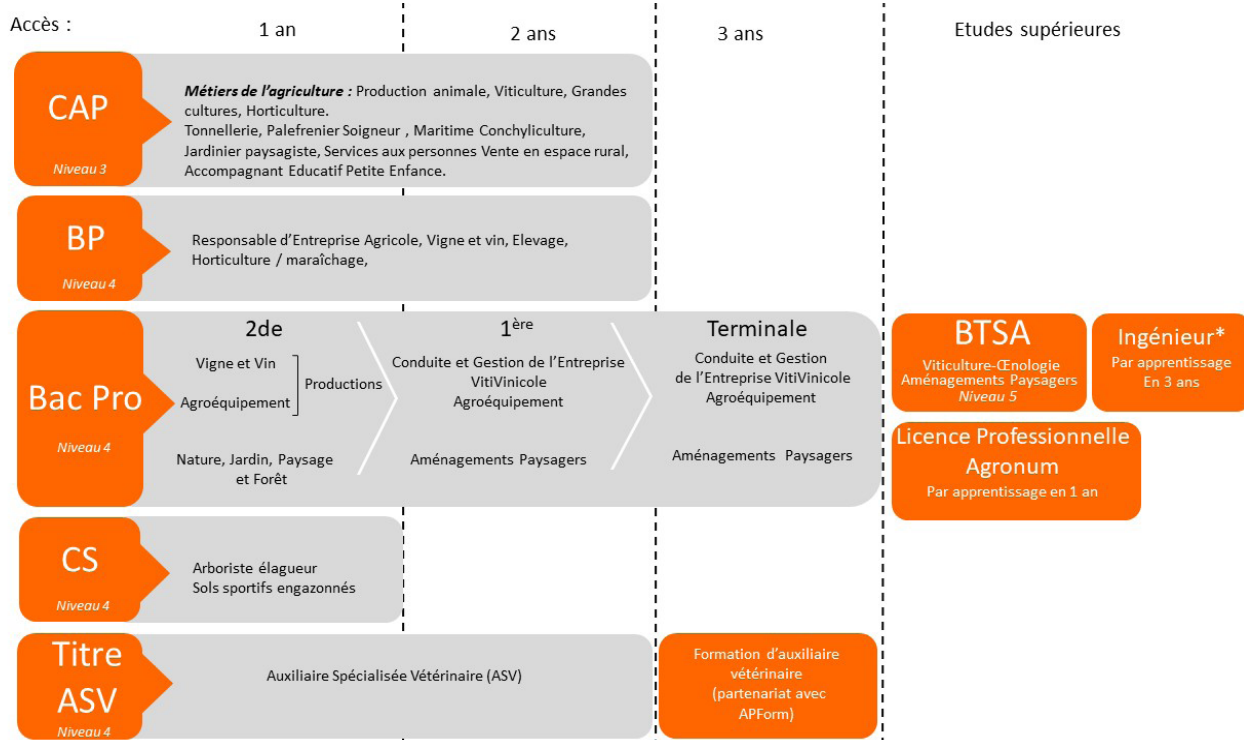 Accès :
1 an
2 ans
3 ans
Etudes supérieures
CAP
Niveau 3
Métiers de l'agriculture : Production animale, Viticulture, Grandes
cultures, Horticulture.
Tonnellerie, Palefrenier Soigneur , Maritime Conchyliculture,
Jardinier paysagiste, Services aux personnes Vente en espace rural,
Accompagnant Educatif Petite Enfance.
BP
Niveau 4
Responsable d'Entreprise Agricole, Vigne et vin, Elevage,
Horticulture / maraîchage,
Bac Pro
Niveau 4
2de
Vigne et Vin
Productions
Agroéquipement
Nature, Jardin, Paysage
et Forêt
1ère
Conduite et Gestion de l'Entreprise
VitiVinicole
Agroéquipement
Aménagements Paysagers
Terminale
Conduite et Gestion
de l'Entreprise VitiVinicole
Agroéquipement
Aménagements Paysagers
BTSA
Viticulture-Œnologie
Aménagements Paysagers
Niveau 5
Ingénieur*
Par apprentissage
En 3 ans
Licence Professionnelle
Agronum
Par apprentissage en 1 an
CS
Niveau 4
Arboriste élagueur
Sols sportifs engazonnés
Titre
ASV
Niveau 4
Auxiliaire Spécialisée Vétérinaire (ASV)
Formation d'auxiliaire
vétérinaire
(partenariat avec
APForm)